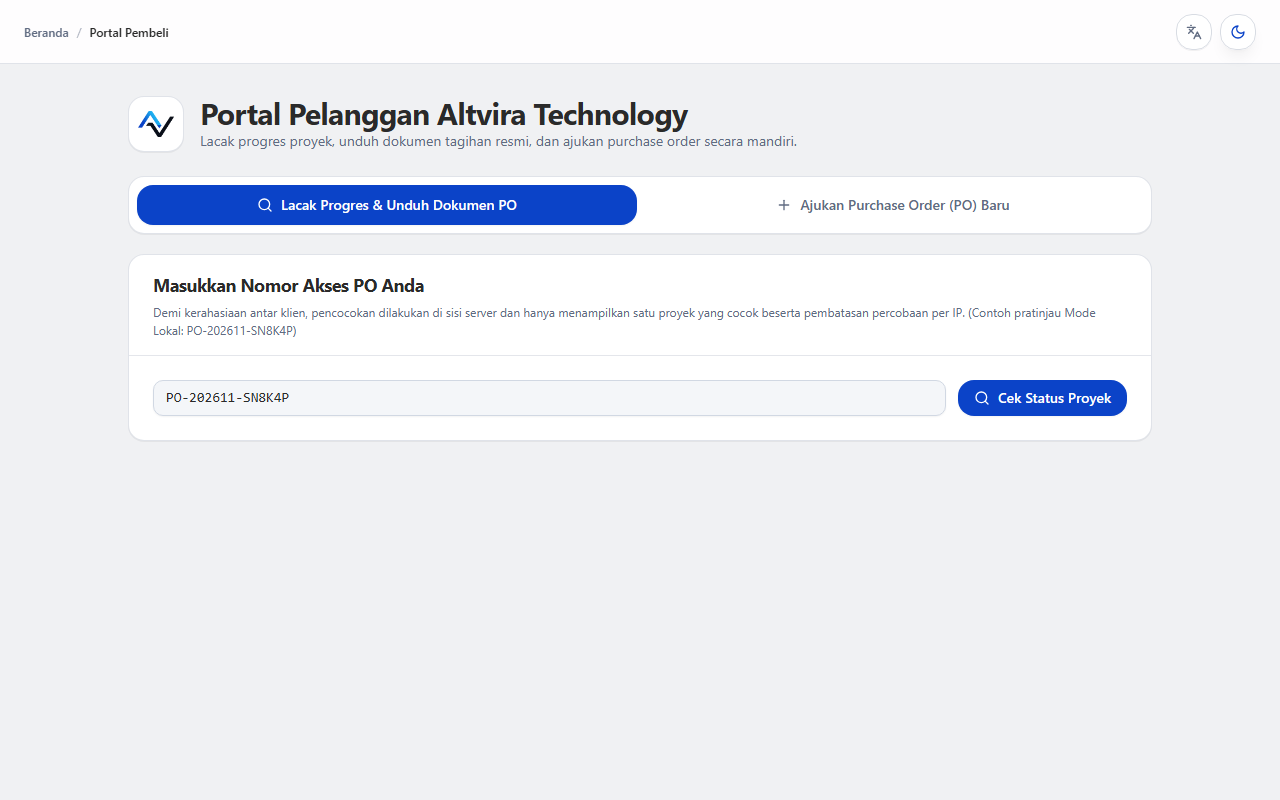 Beranda / Portal Pembeli
Portal Pelanggan Altvira Technology
Lacak progres proyek, unduh dokumen tagihan resmi, dan ajukan purchase order secara mandiri.
Lacak Progres & Unduh Dokumen PO
Ajukan Purchase Order (PO) Baru
Masukkan Nomor Akses PO Anda
Demi kerahasiaan antar klien, pencocokan dilakukan di sisi server dan hanya menampilkan satu proyek yang cocok beserta pembatasan percobaan per IP. (Contoh pratinjau Mode
Lokal: PO-202611-SN8K4P)
PO-202611-SN8K4P
Cek Status Proyek